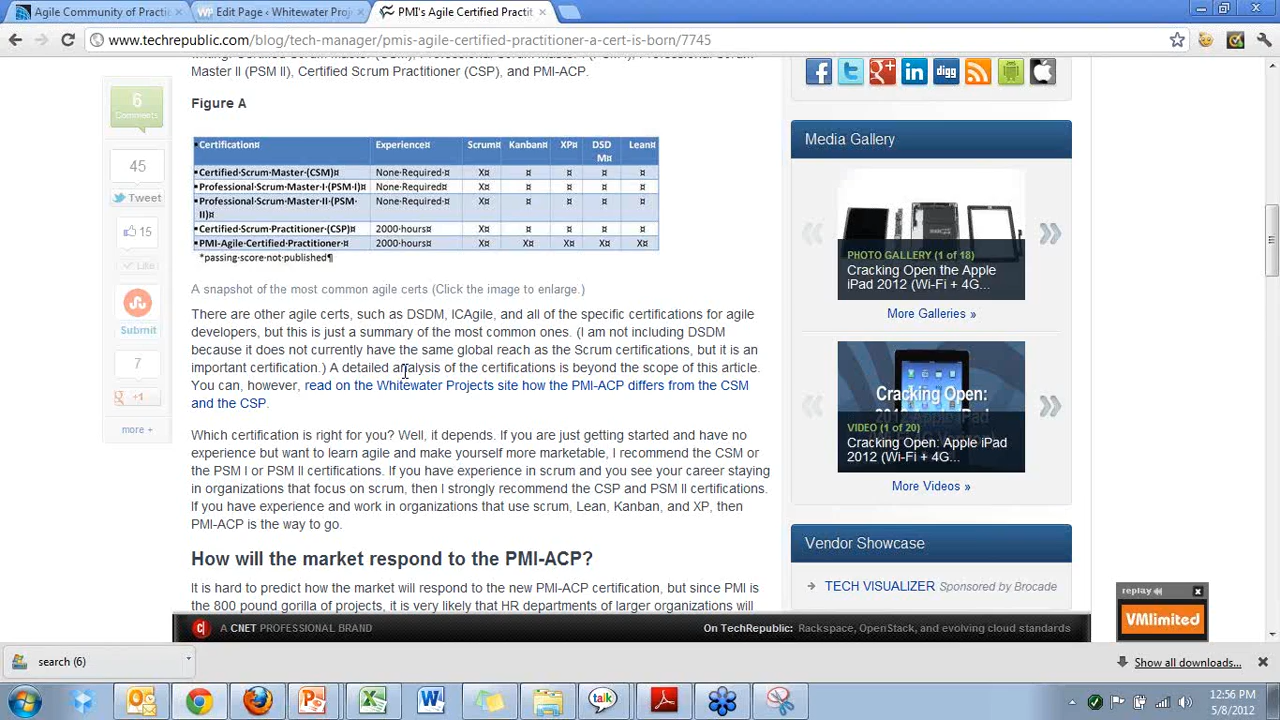 Agile Community of Practic
Edit Page ‹ Whitewater Proj
PMI's Agile Certified Practit
www.techrepublic.com/blog/tech-manager/pmis-agile-certified-practitioner-a-cert-is-born/7745
Master II (PSM II), Certified Scrum Practitioner (CSP), and PMI-ACP.
Figure A
Certification¤ Experience¤ Scrum¤ Kanban¤ XP¤ DSD M¤ Lean¤
Certified·Scrum·Master·(CSM)¤ None·Required·¤ X¤ ¤ ¤ ¤ ¤
Professional·Scrum·Master·I·(PSM·I)¤ None·Required¤ X¤ ¤ ¤ ¤ ¤
Professional·Scrum·Master·II·(PSM· II)¤ None·Required¤ X¤ ¤ ¤ ¤ ¤
Certified·Scrum·Practitioner·(CSP)¤ 2000·hours¤ X¤ ¤ ¤ ¤ ¤
PMI-Agile·Certified·Practitioner·¤ 2000·hours¤ X¤ X¤ X¤ X¤ X¤
*passing·score·not·published¶
A snapshot of the most common agile certs (Click the image to enlarge.)
There are other agile certs, such as DSDM, ICAgile, and all of the specific certifications for agile
developers, but this is just a summary of the most common ones. (I am not including DSDM
because it does not currently have the same global reach as the Scrum certifications, but it is an
important certification.) A detailed analysis of the certifications is beyond the scope of this article.
You can, however, read on the Whitewater Projects site how the PMI-ACP differs from the CSM
and the CSP.
Which certification is right for you? Well, it depends. If you are just getting started and have no
experience but want to learn agile and make yourself more marketable, I recommend the CSM or
the PSM I or PSM II certifications. If you have experience in scrum and you see your career staying
in organizations that focus on scrum, then I strongly recommend the CSP and PSM II certifications.
If you have experience and work in organizations that use scrum, Lean, Kanban, and XP, then
PMI-ACP is the way to go.
How will the market respond to the PMI-ACP?
It is hard to predict how the market will respond to the new PMI-ACP certification, but since PMI is
the 800 pound gorilla of projects, it is very likely that HR departments of larger organizations will
6
Comments
45
Tweet
15
Like
Submit
7
+1
more +
Media Gallery
PHOTO GALLERY (1 of 18)
Cracking Open the Apple
iPad 2012 (Wi-Fi + 4G...
More Galleries »
Cracking Open:
VIDEO (1 of 20)
Cracking Open: Apple iPad
2012 (Wi-Fi + 4G...
More Videos »
Vendor Showcase
TECH VISUALIZER Sponsored by Brocade
replay
VMlimited
A CNET PROFESSIONAL BRAND
On TechRepublic: Rackspace, OpenStack, and evolving cloud standards
search (6)
Show all downloads...
talk
12:56 PM
5/8/2012